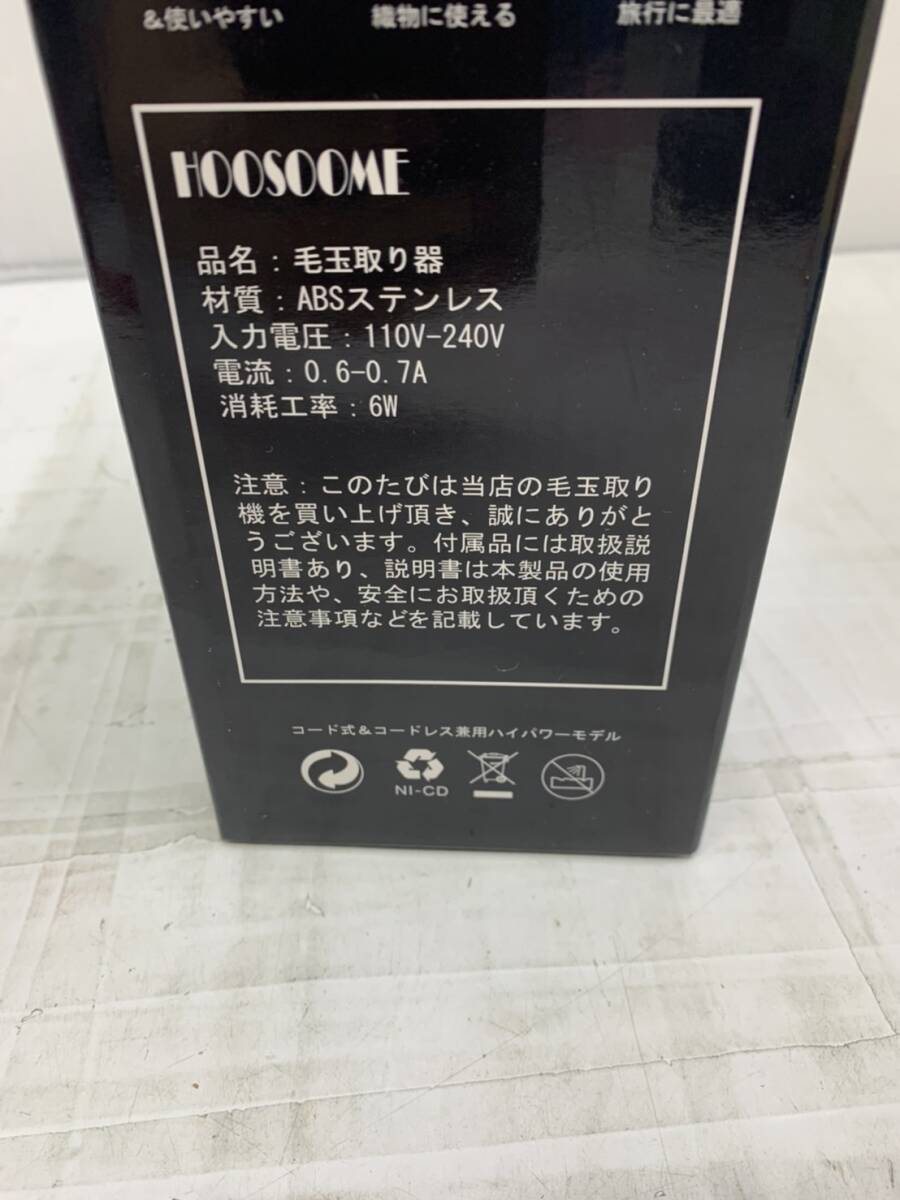 &使いやすい
織物に使える
旅行に最適
HOOSOOME
品名：毛玉取り器
材質：ABSステンレス
入力電圧：110V-240V
電流：0.6-0.7A
消耗工率：6W
注意：このたびは当店の毛玉取り
機を買い上げ頂き、誠にありがと
うございます。付属品には取扱説
明書あり、説明書は本製品の使用
方法や、安全にお取扱頂くための
注意事項などを記載しています。
コード式＆コードレス兼用ハイパワーモデル
NI-CD